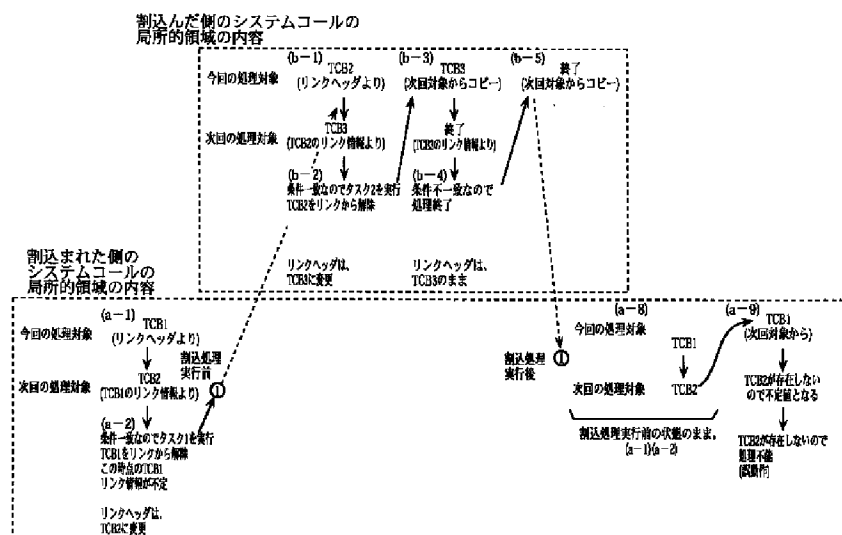 割込んだ側のシステムコールの
局所的領域の内容
(b-1)
今回の処理対象
TCB2
(リンクヘッダより)
次回の処理対象
TCB3
(TCB2のリンク情報より)
(b-2)
条件一致なのでタスク2を実行
TCB2をリンクから解除
リンクヘッダは、
TCB3に変更
(b-3)
TCB3
(次回対象からコピー)
終了
(TCB3のリンク情報より)
(b-4)
条件不一致なので
処理終了
リンクヘッダは、
TCB3のまま
(b-5)
終了
(次回対象からコピー)
割込まれた側の
システムコールの
局所的領域の内容
(a-1)
今回の処理対象
TCB1
(リンクヘッダより)
次回の処理対象
TCB2
(TCB1のリンク情報より)
(a-2)
条件一致なのでタスク1を実行
TCB1をリンクから解除
この時点のTCB1
リンク情報が不定
リンクヘッダは、
TCB2に変更
割込処理
実行前
①
割込処理
実行後
①
(a-8)
今回の処理対象
TCB1
次回の処理対象
TCB2
割込処理実行前の状態のまま。
(a-1)(a-2)
(a-9)
TCB1
(次回対象から)
TCB2が存在しない
ので不定値となる
TCB2が存在しないので
処理不能
(誤動作)